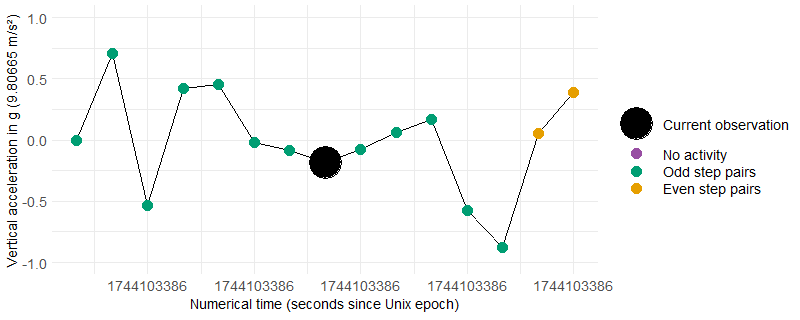 Vertical acceleration in g (9.80665 m/s²)
1.0
0.5
0.0
-0.5
-1.0
1744103386 1744103386 1744103386 1744103386 1744103386
Numerical time (seconds since Unix epoch)
Current observation
No activity
Odd step pairs
Even step pairs